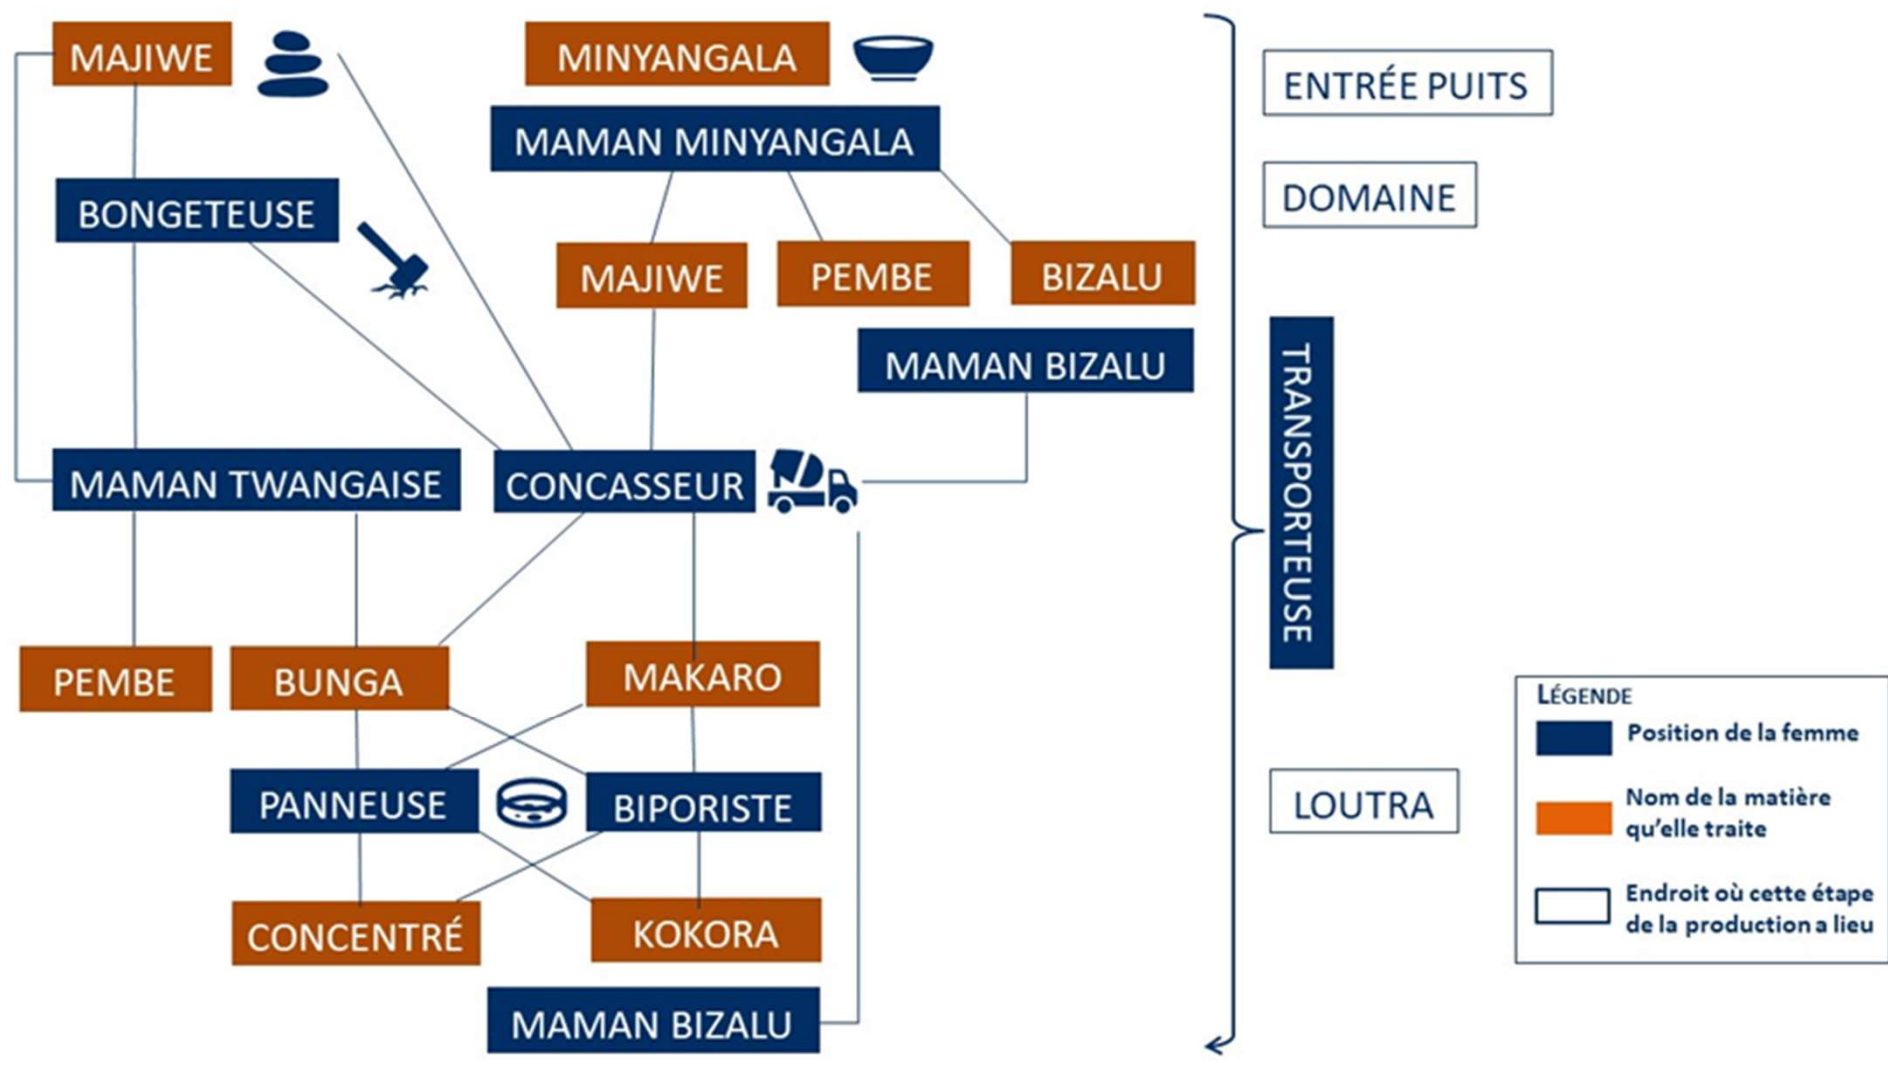 MAJIWE
MINYANGALA
ENTRÉE PUITS
MAMAN MINYANGALA
DOMAINE
BONGETEUSE
MAJIWE
PEMBE
BIZALU
MAMAN BIZALU
TRANSPORTEUSE
MAMAN TWANGAISE
CONCASSEUR
PEMBE
BUNGA
MAKARO
PANNEUSE
BIPORISTE
LOUTRA
CONCENTRÉ
KOKORA
MAMAN BIZALU
LÉGENDE
Position de la femme
Nom de la matière
qu'elle traite
Endroit où cette étape
de la production a lieu